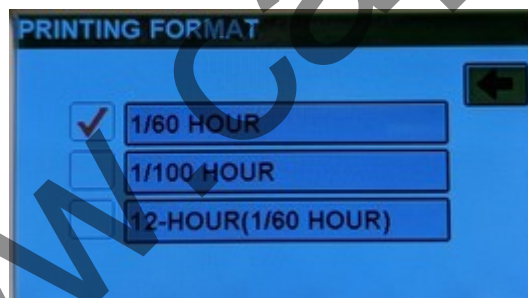 PRINTING FORMAT
1/60 HOUR
1/100 HOUR
12-HOUR(1/60 HOUR)